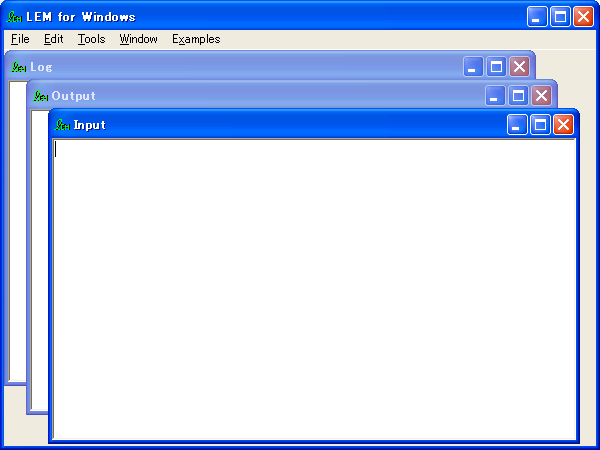 LEM for Windows
File Edit Tools Window Examples
Log
Output
Input